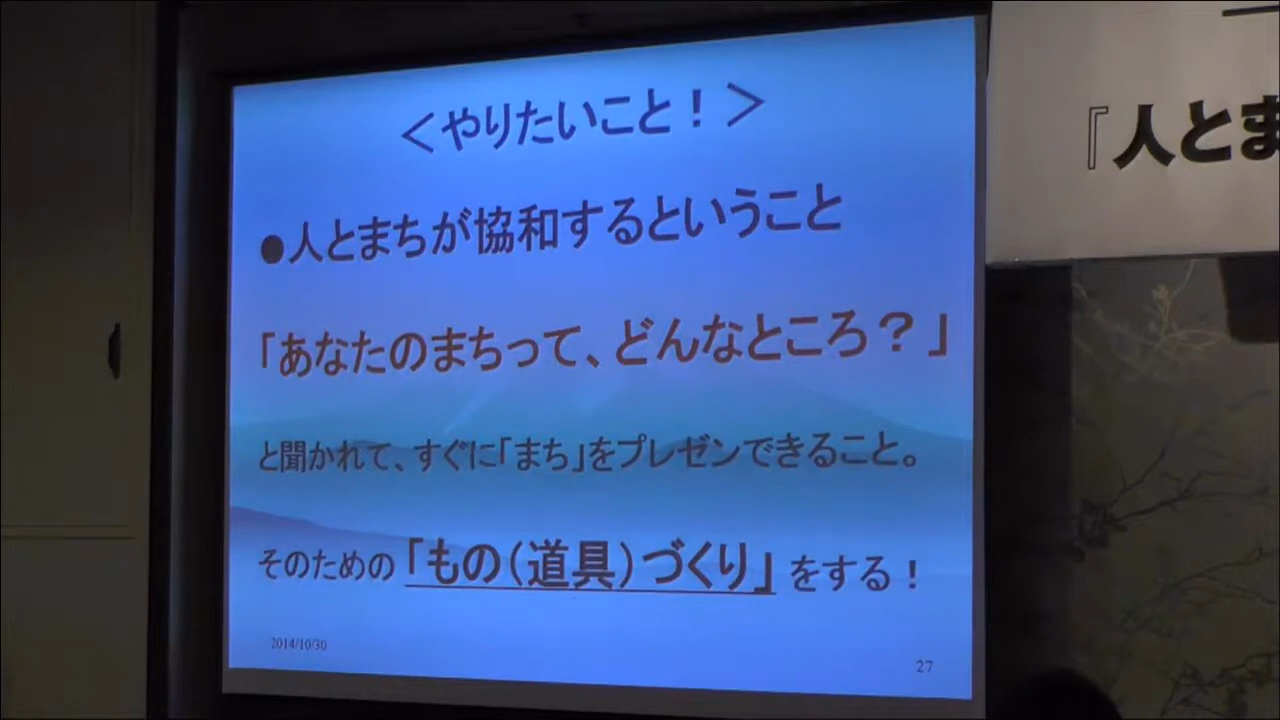 ＜やりたいこと！＞
●人とまちが協和するということ
「あなたのまちって、どんなところ？」
と聞かれて、すぐに「まち」をプレゼンできること。
そのための「もの（道具）づくり」をする！
2014/10/30
27
『人とま